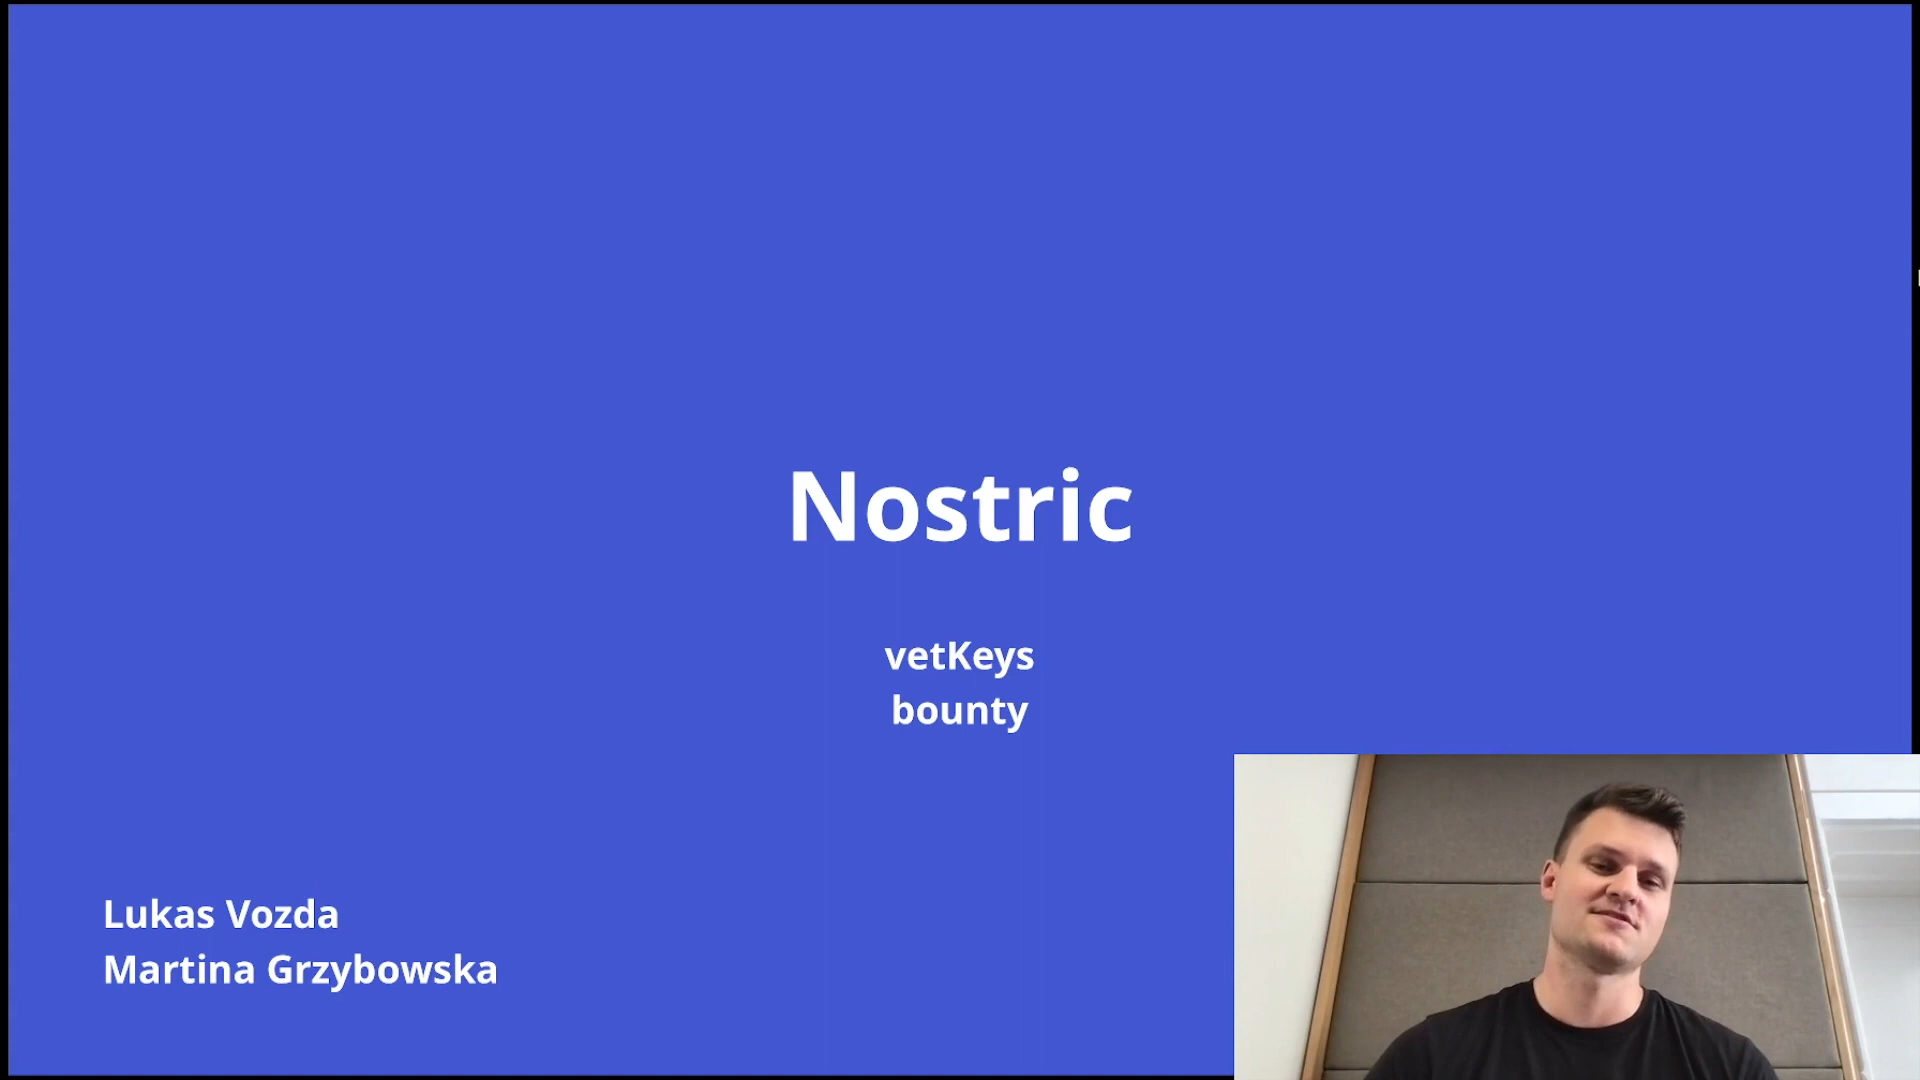 Nostric
vetKeys
bounty
Lukas Vozda
Martina Grzybowska